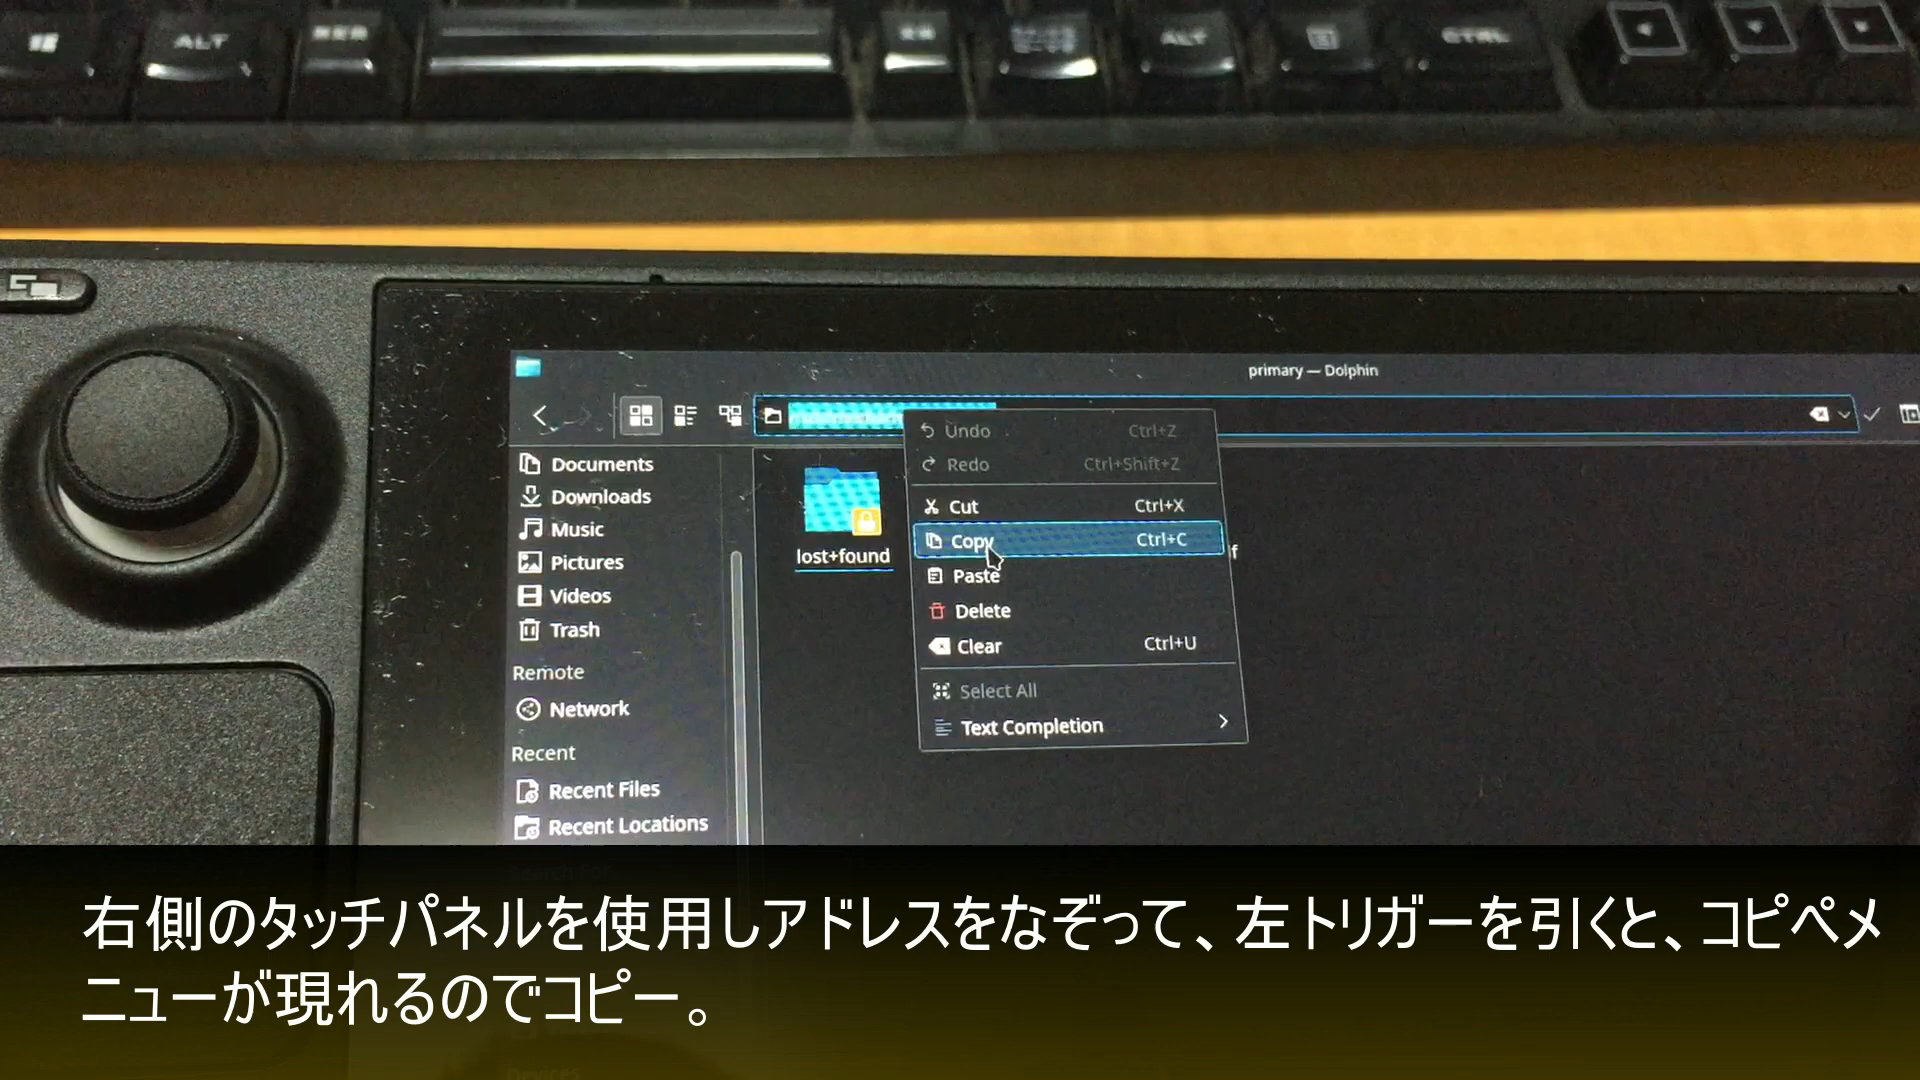 ALT
ALT
CTRL
primary — Dolphin
Documents
Downloads
Music
Pictures
Videos
Trash
Remote
Network
Recent
Recent Files
Recent Locations
lost+found
Undo Ctrl+Z
Redo Ctrl+Shift+Z
Cut Ctrl+X
Copy Ctrl+C
Paste
Delete
Clear Ctrl+U
Select All
Text Completion
右側のタッチパネルを使用しアドレスをなぞって、左トリガーを引くと、コピペメ
ニューが現れるのでコピー。